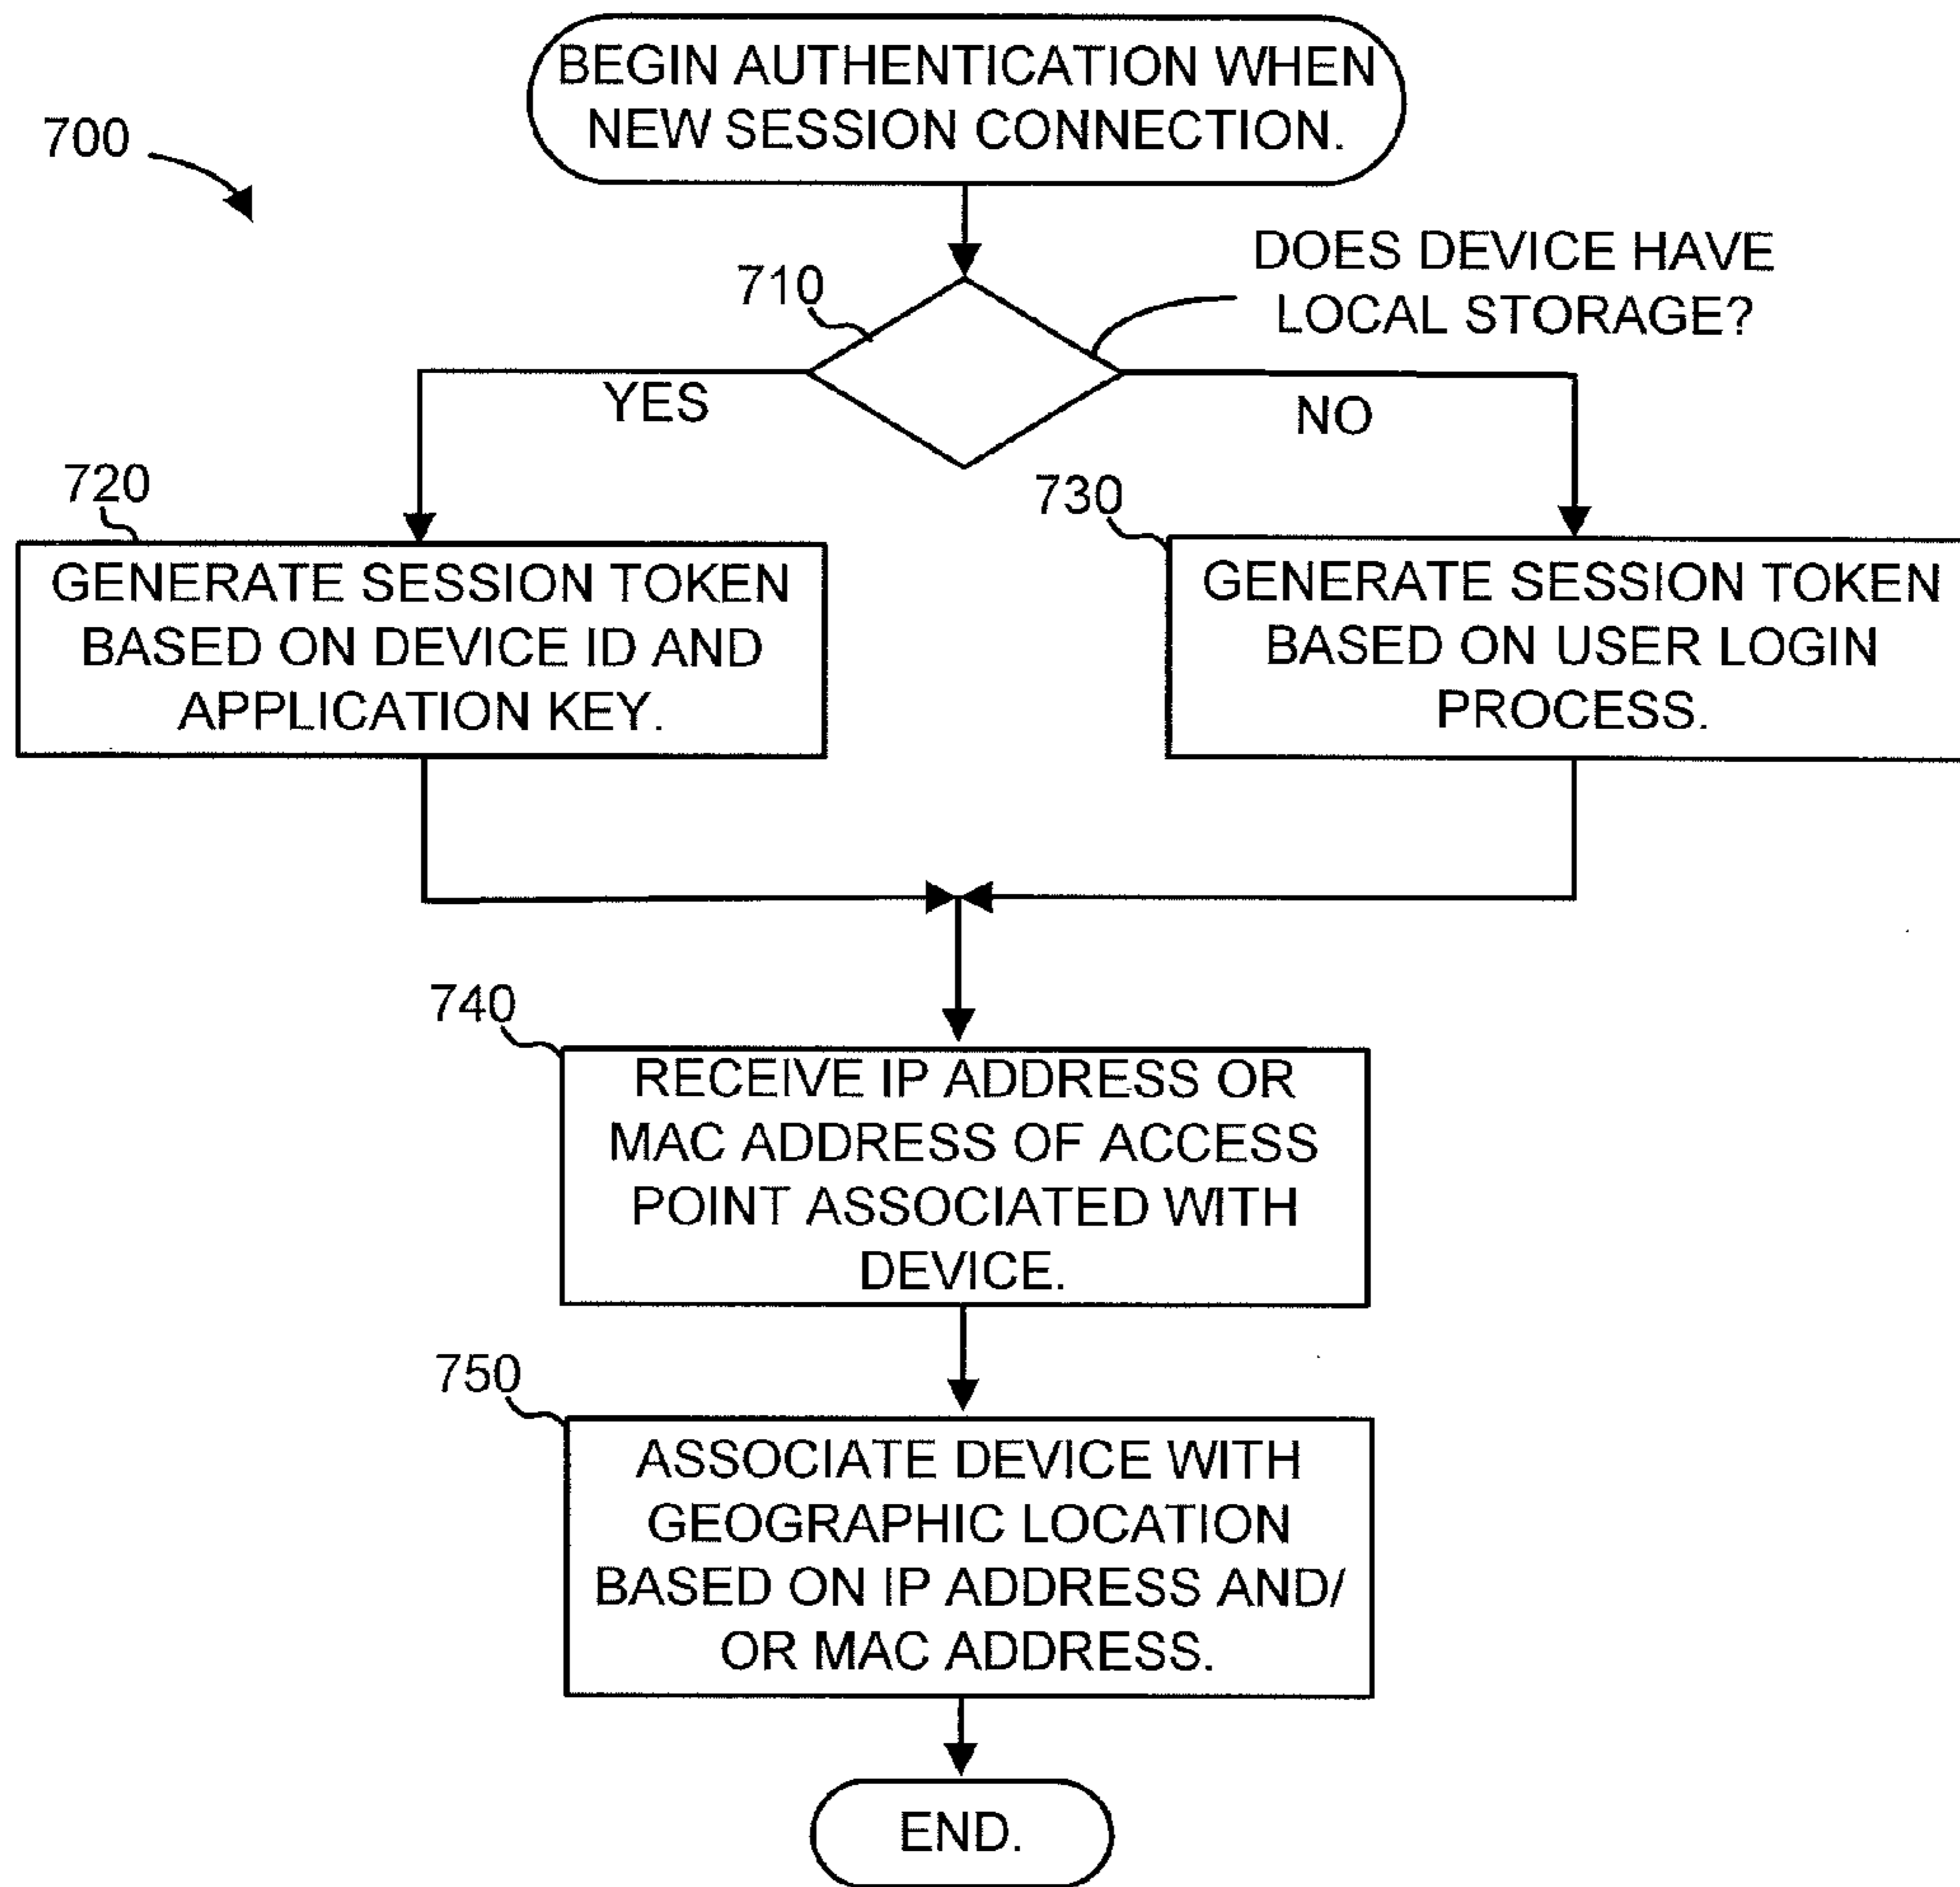 BEGIN AUTHENTICATION WHEN
NEW SESSION CONNECTION.
700
DOES DEVICE HAVE
LOCAL STORAGE?
710
YES
NO
720
730
GENERATE SESSION TOKEN
BASED ON DEVICE ID AND
APPLICATION KEY.
GENERATE SESSION TOKEN
BASED ON USER LOGIN
PROCESS.
740
RECEIVE IP ADDRESS OR
MAC ADDRESS OF ACCESS
POINT ASSOCIATED WITH
DEVICE.
750
ASSOCIATE DEVICE WITH
GEOGRAPHIC LOCATION
BASED ON IP ADDRESS AND/
OR MAC ADDRESS.
END.